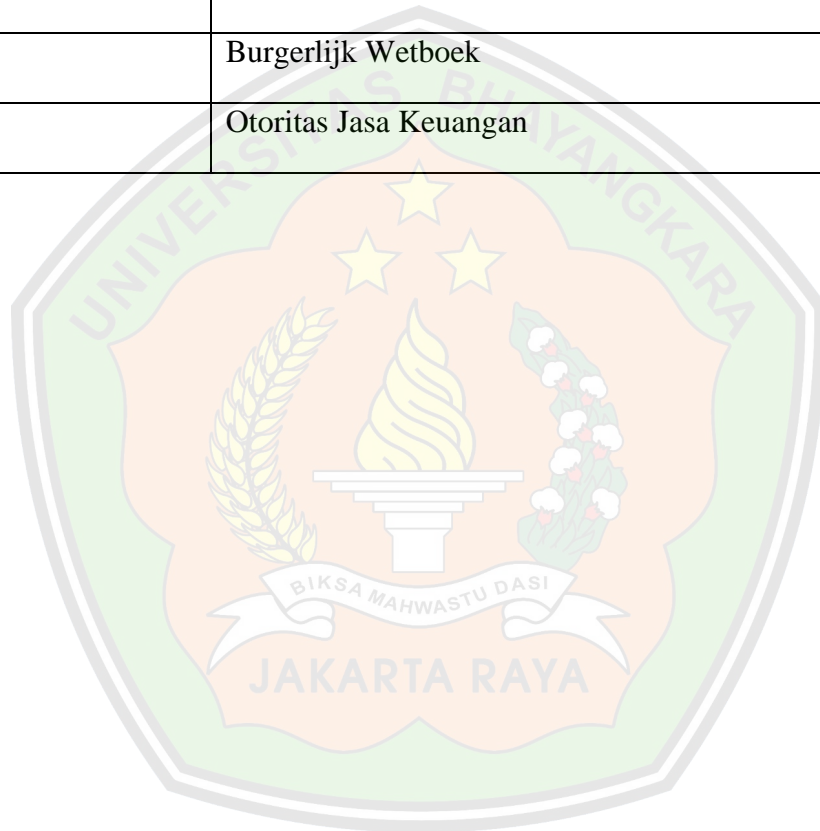 Burgerlijk Wetboek
Otoritas Jasa Keuangan
UNIVERSITAS BHAYANGKARA
BIKSA MAHWASTU DASI
JAKARTA RAYA